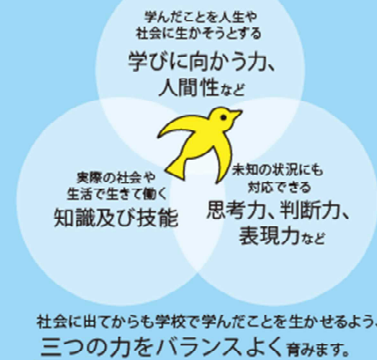 学んだことを人生や
社会に生かそうとする
学びに向かう力、
人間性など
実際の社会や
生活で生きて働く
知識及び技能
未知の状況にも
対応できる
思考力、判断力、
表現力など
社会に出てからも学校で学んだことを生かせるよう、
三つの力をバランスよく育みます。